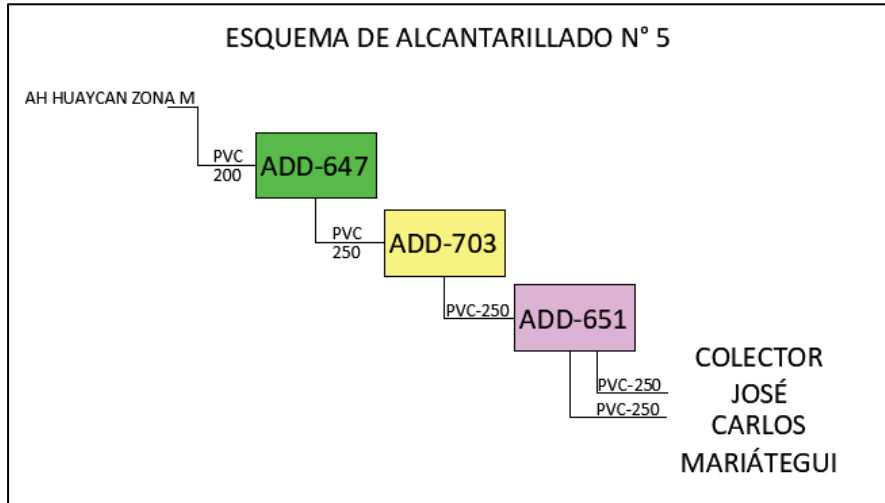 ESQUEMA DE ALCANTARILLADO N° 5
AH HUAYCAN ZONA M
PVC
200
ADD-647
PVC
250
ADD-703
PVC-250
ADD-651
PVC-250
PVC-250
COLECTOR
JOSÉ
CARLOS
MARIÁTEGUI